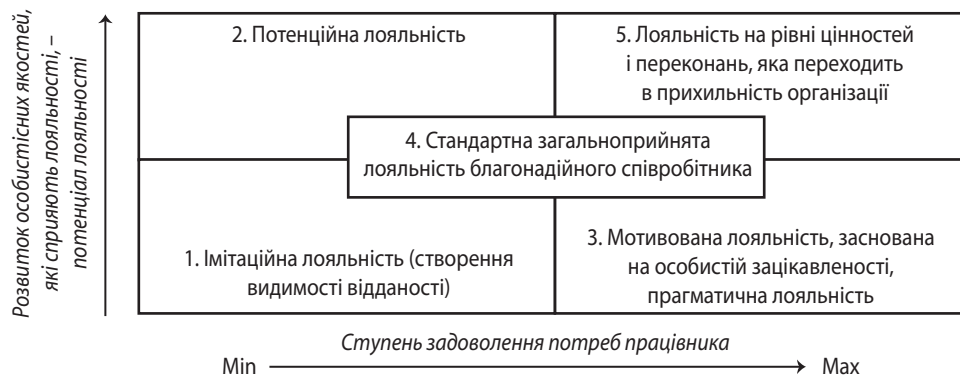 Розвиток особистісних якостей,
які сприяють лояльності, –
потенціал лояльності
2. Потенційна лояльність
5. Лояльність на рівні цінностей
і переконань, яка переходить
в прихильність організації
4. Стандартна загальноприйнята
лояльність благонадійного співробітника
1. Імітаційна лояльність (створення
видимості відданості)
3. Мотивована лояльність, заснована
на особистій зацікавленості,
прагматична лояльність
Ступень задоволення потреб працівника
Min
Max